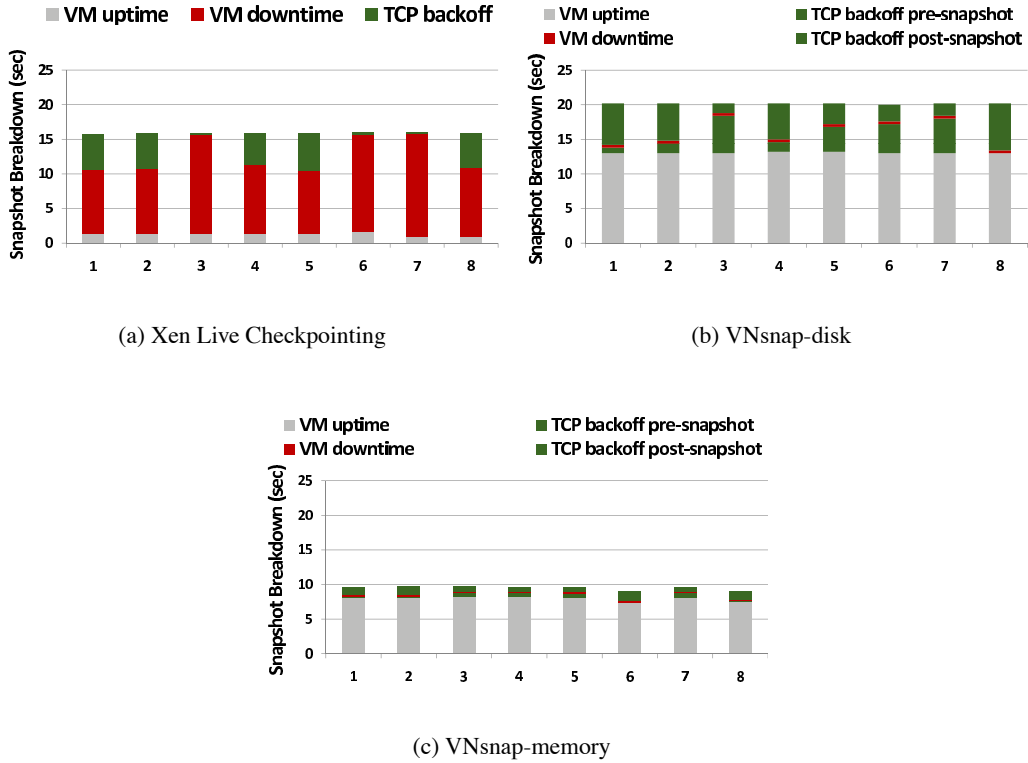 VM uptime VM downtime TCP backoff
Snapshot Breakdown (sec)
25
20
15
10
5
0
1 2 3 4 5 6 7 8
(a) Xen Live Checkpointing
VM uptime TCP backoff pre-snapshot
VM downtime TCP backoff post-snapshot
Snapshot Breakdown (sec)
25
20
15
10
5
0
1 2 3 4 5 6 7 8
(b) VNsnap-disk
VM uptime TCP backoff pre-snapshot
VM downtime TCP backoff post-snapshot
Snapshot Breakdown (sec)
25
20
15
10
5
0
1 2 3 4 5 6 7 8
(c) VNsnap-memory